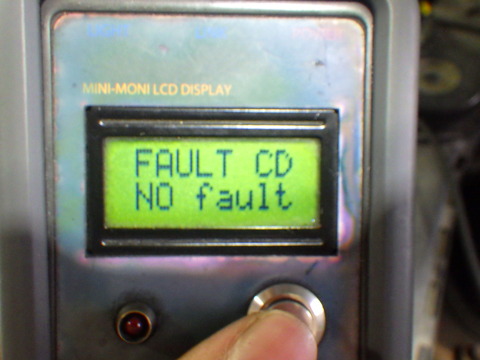 MINI-MONI LCD DISPLAY
FAULT CD
NO fault